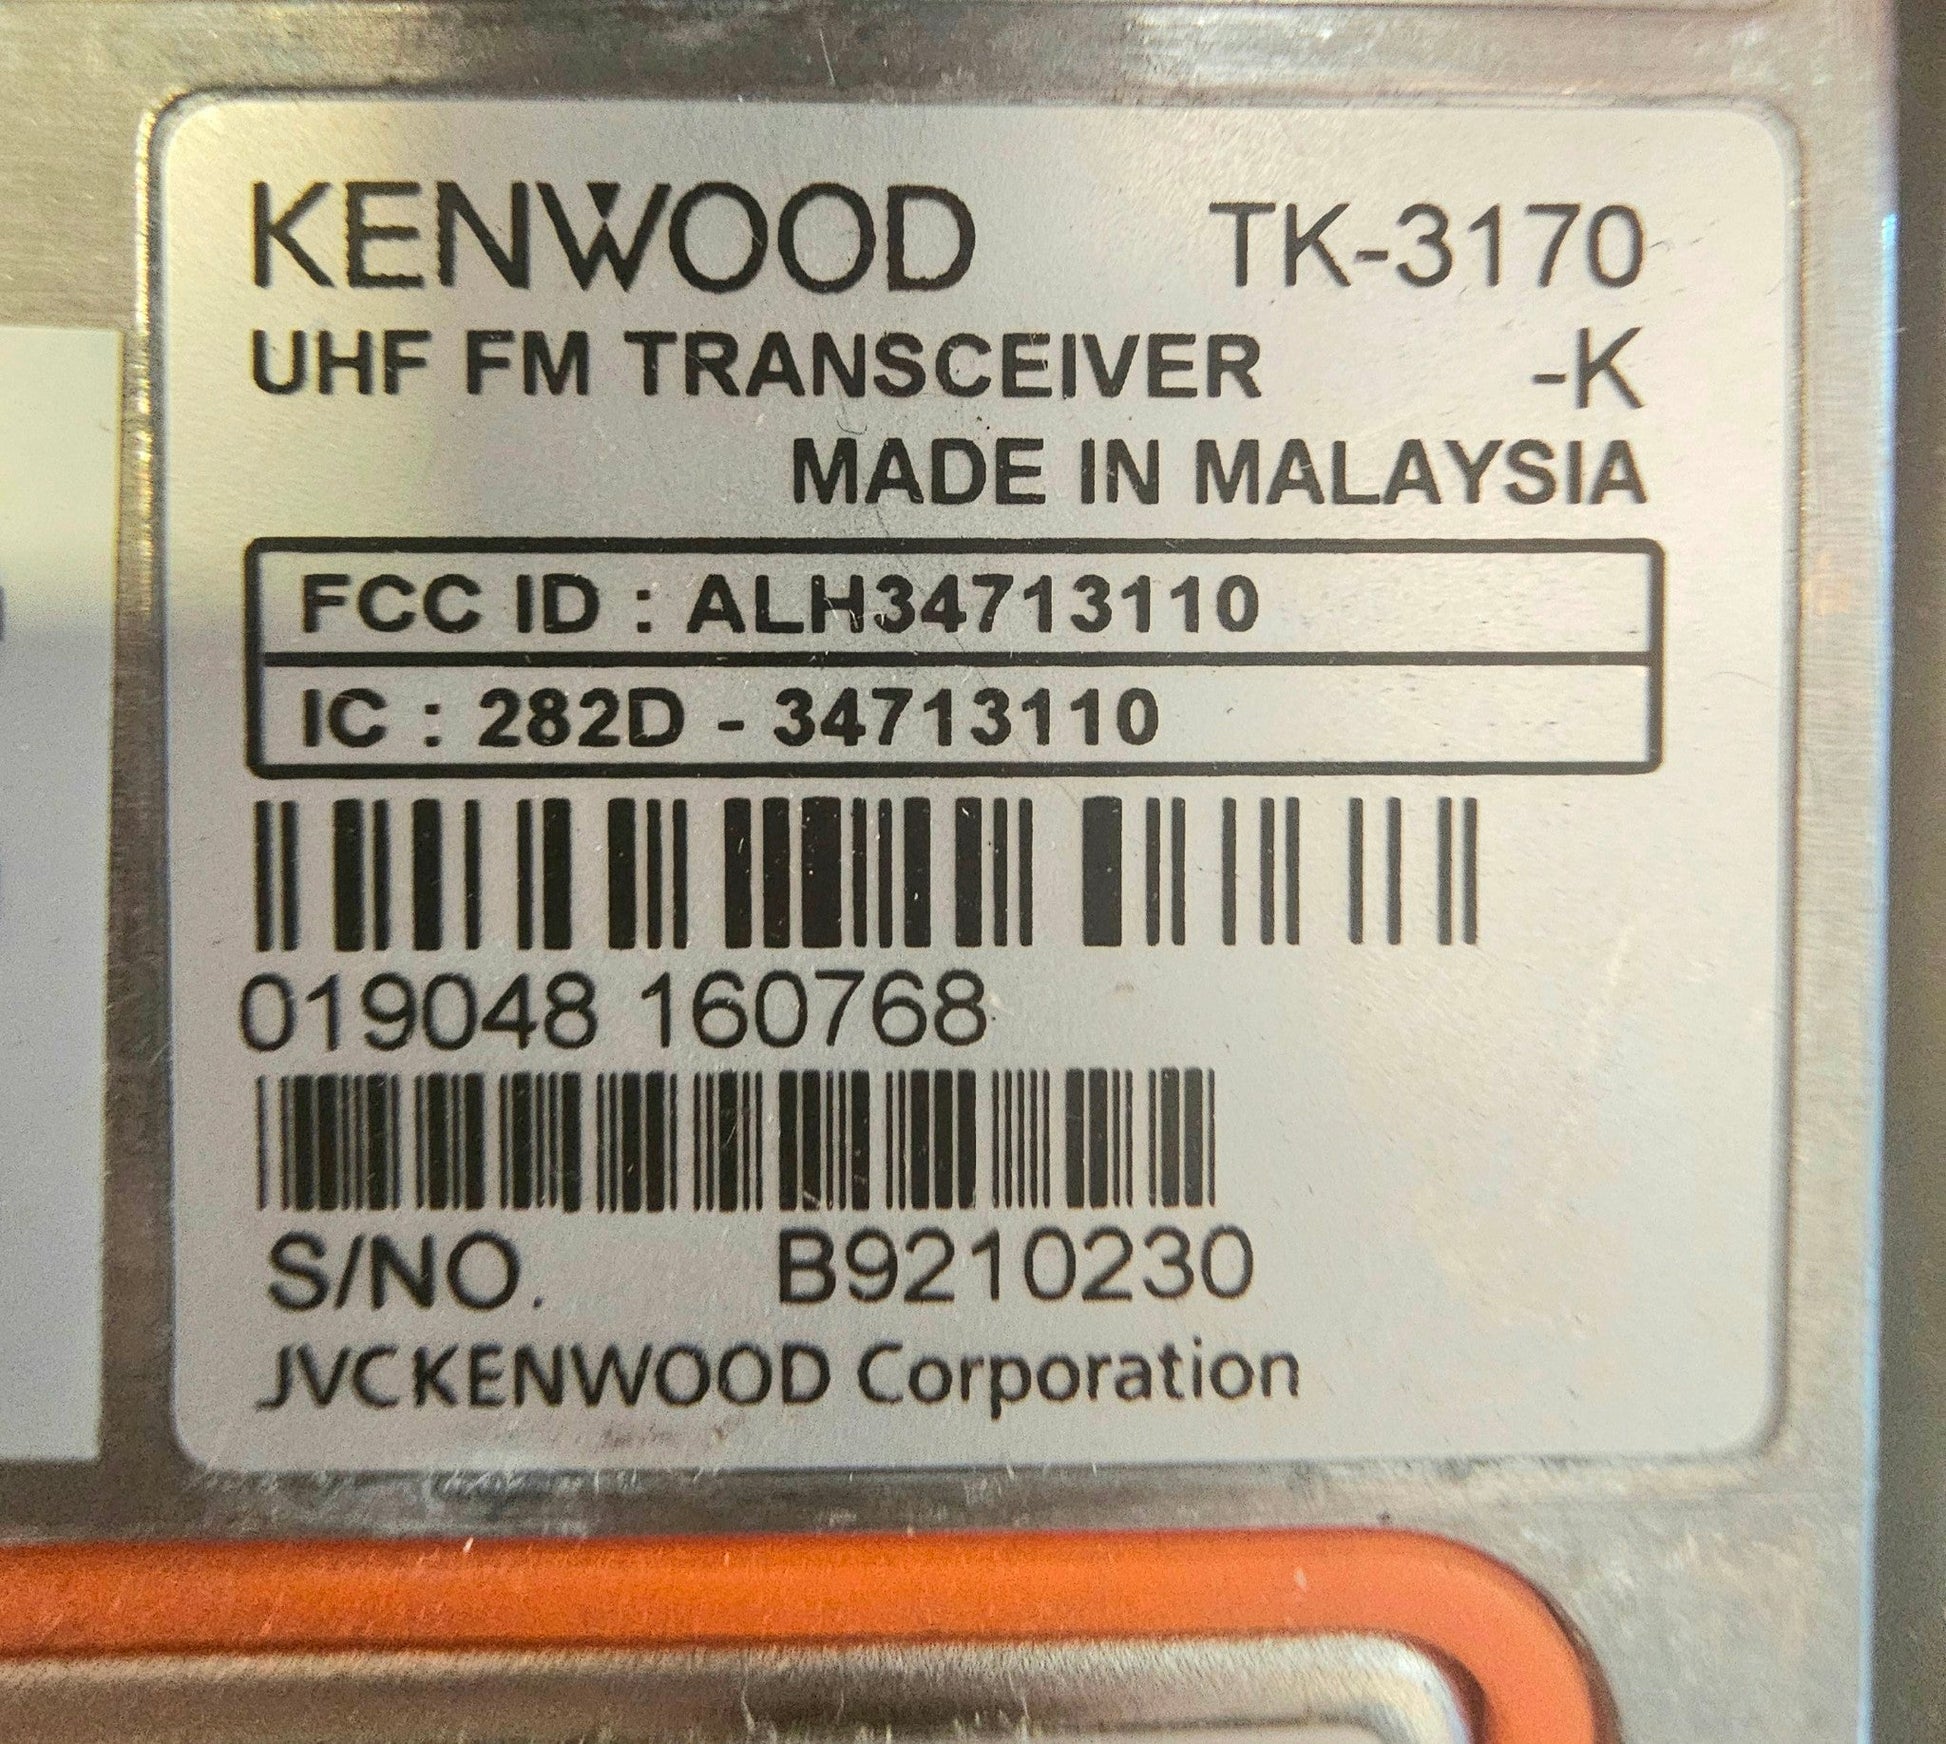 KENWOOD TK-3170
UHF FM TRANSCEIVER -K
MADE IN MALAYSIA
FCC ID : ALH34713110
IC : 282D - 34713110
019048 160768
S/NO. B9210230
JVCKENWOOD Corporation